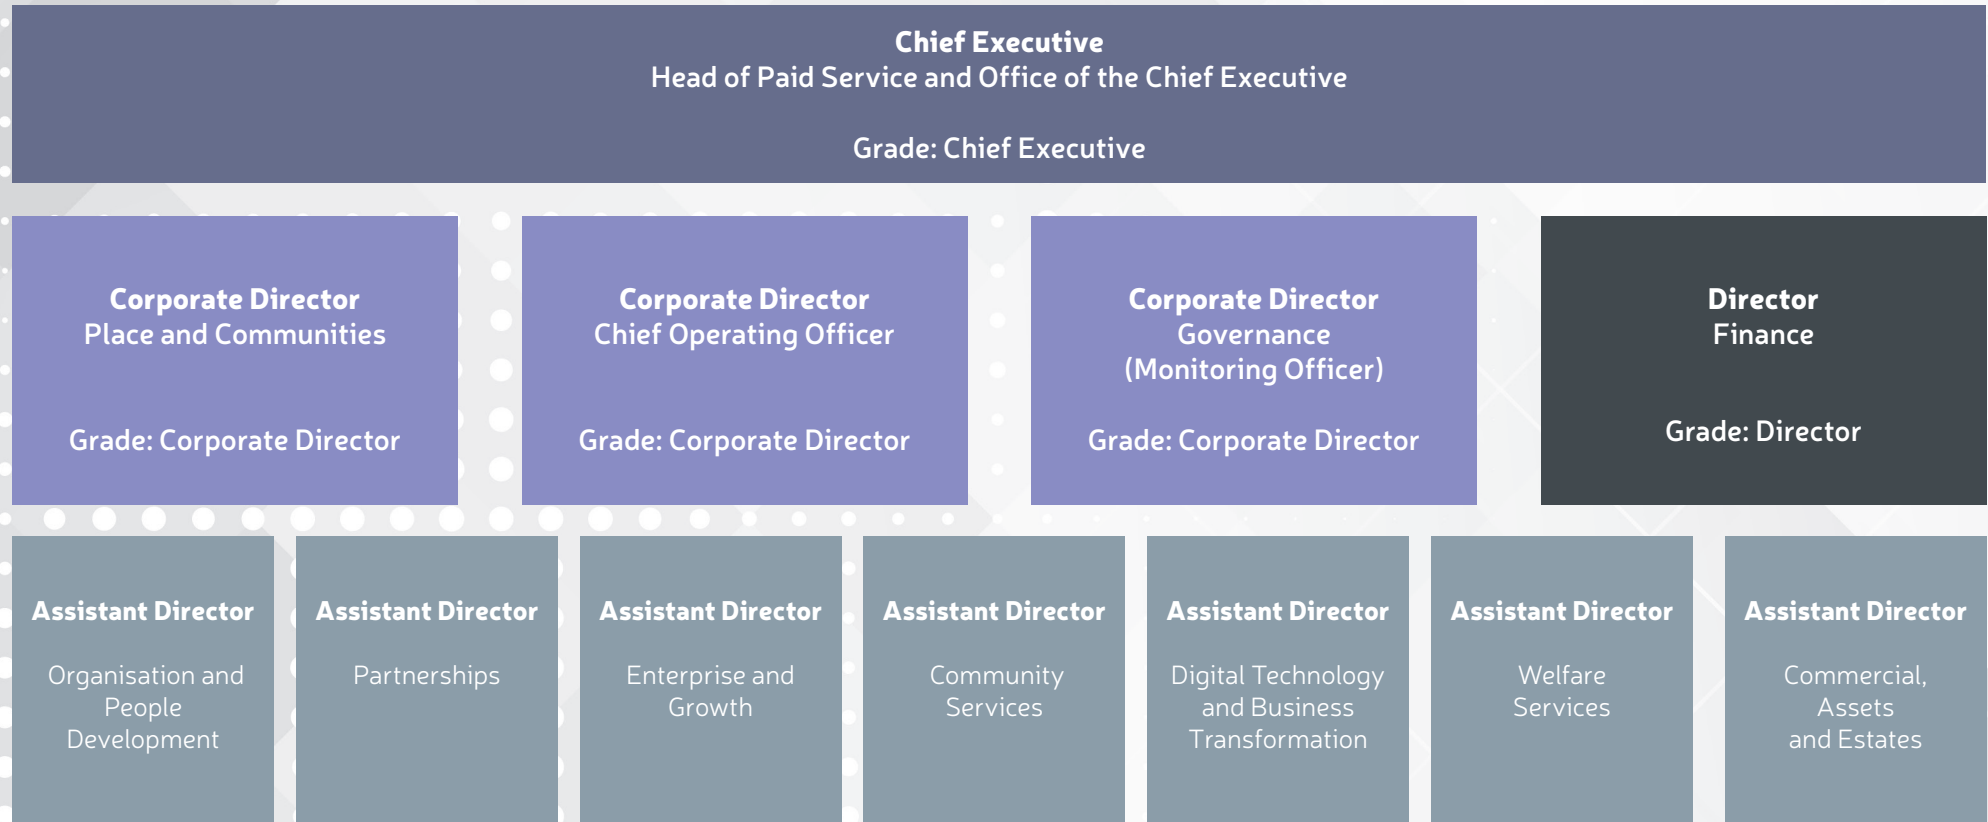 Chief Executive
Head of Paid Service and Office of the Chief Executive
Grade: Chief Executive
Corporate Director
Place and Communities
Grade: Corporate Director
Corporate Director
Chief Operating Officer
Grade: Corporate Director
Corporate Director
Governance
(Monitoring Officer)
Grade: Corporate Director
Director
Finance
Grade: Director
Assistant Director
Organisation and
People
Development
Assistant Director
Partnerships
Assistant Director
Enterprise and
Growth
Assistant Director
Community
Services
Assistant Director
Digital Technology
and Business
Transformation
Assistant Director
Welfare
Services
Assistant Director
Commercial,
Assets
and Estates